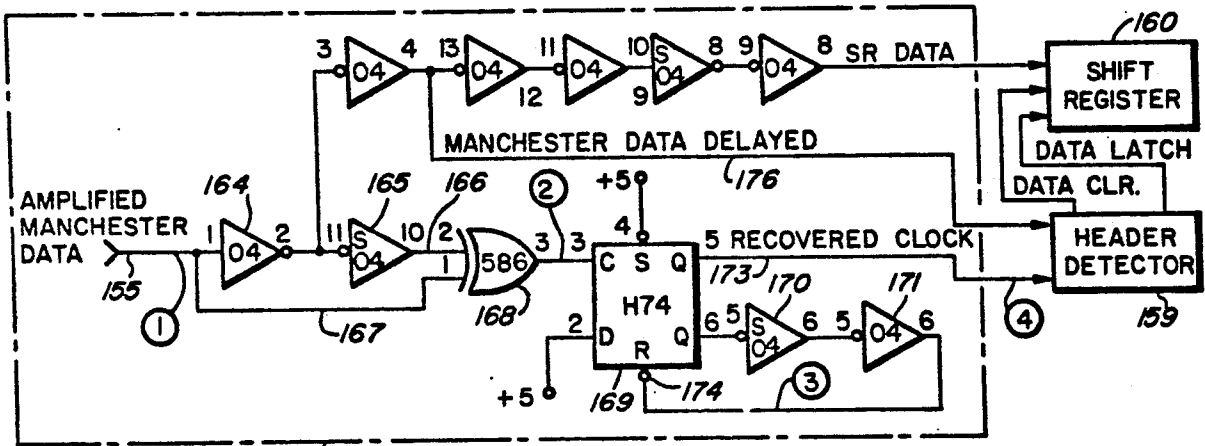 160
3 04 4 13 04 12 11 04 10 S 04 9 8 9 04 8 SR DATA
SHIFT
REGISTER
MANCHESTER DATA DELAYED
176
DATA LATCH
DATA CLR.
AMPLIFIED
MANCHESTER
DATA
155
1
164
1 04 2
165
11 S 04 10
166
2
1
586
3
168
167
2
+5
4
3 C S Q 5 RECOVERED CLOCK
173
H74
2 D Q 6
R
+5
169
174
170
5 S 04 6
171
5 04 6
3
4
HEADER
DETECTOR
159